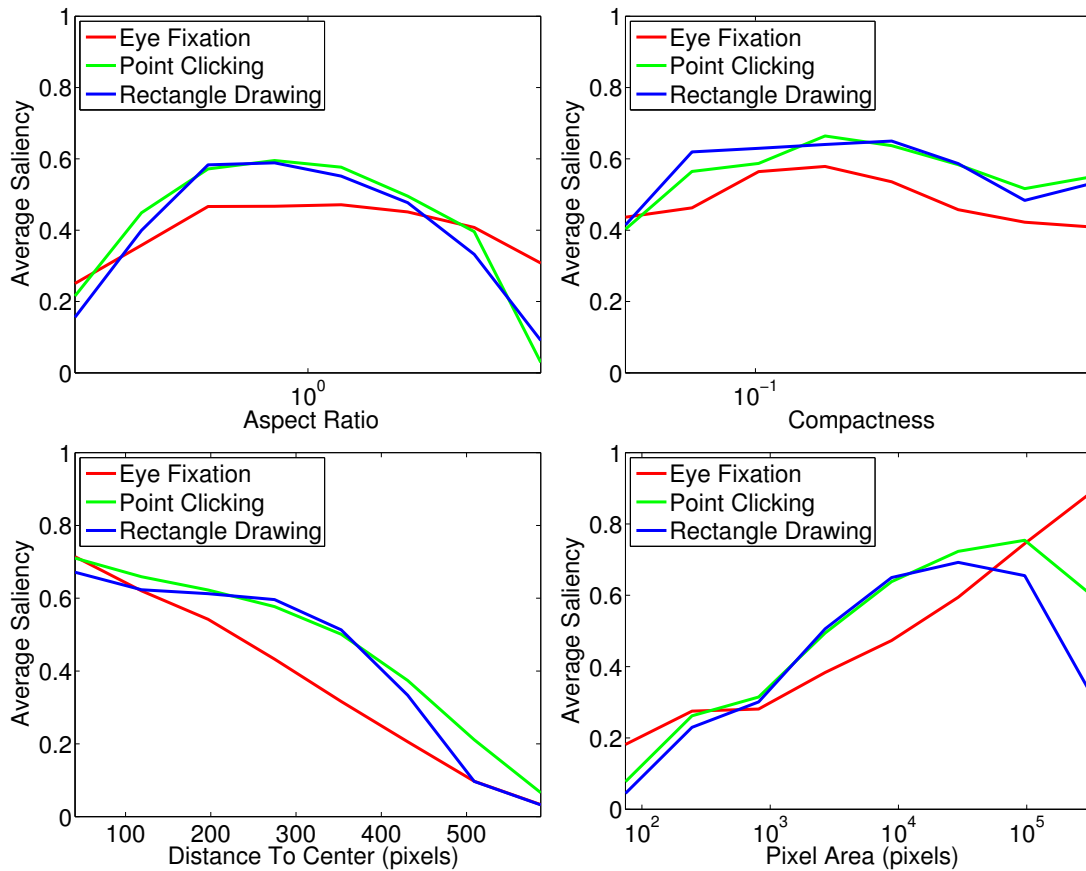 1
0.8
0.6
0.4
0.2
0
Average Saliency
Eye Fixation
Point Clicking
Rectangle Drawing
10^0
Aspect Ratio
1
0.8
0.6
0.4
0.2
0
Average Saliency
Eye Fixation
Point Clicking
Rectangle Drawing
10^-1
Compactness
1
0.8
0.6
0.4
0.2
0
Average Saliency
Eye Fixation
Point Clicking
Rectangle Drawing
100 200 300 400 500
Distance To Center (pixels)
1
0.8
0.6
0.4
0.2
0
Average Saliency
Eye Fixation
Point Clicking
Rectangle Drawing
10^2 10^3 10^4 10^5
Pixel Area (pixels)